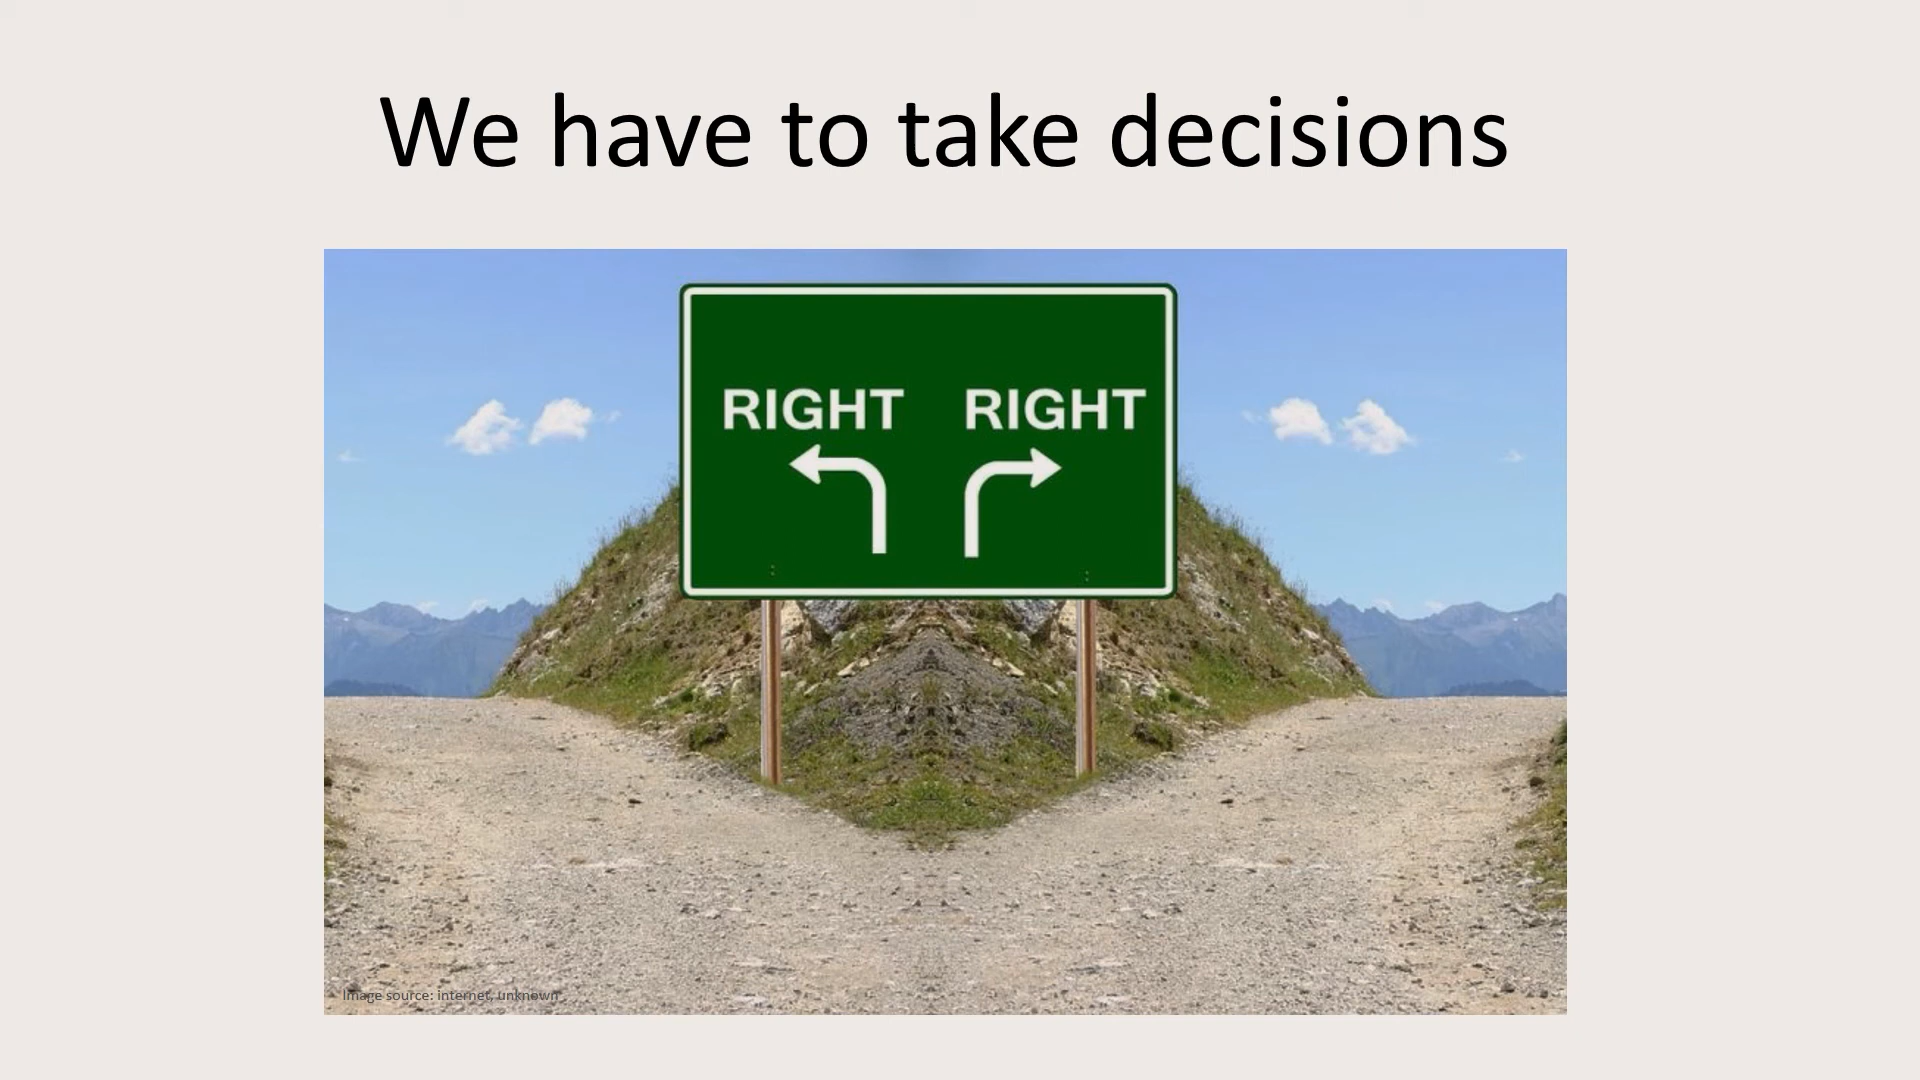 We have to take decisions
RIGHT RIGHT
Image source: internet, unknown